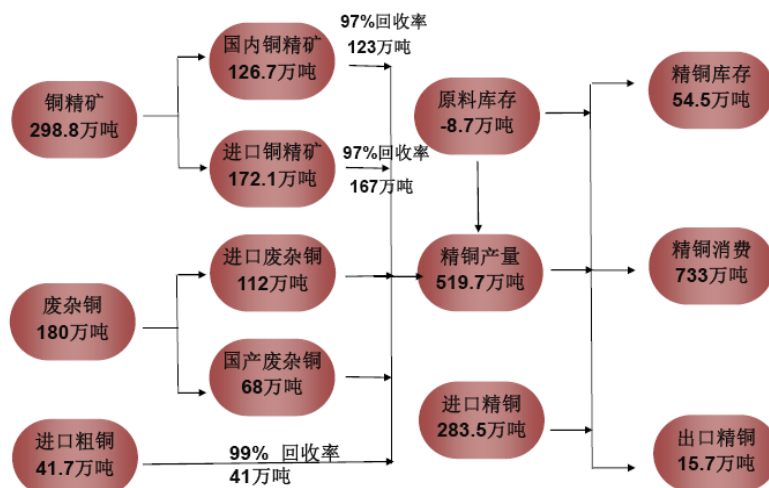 铜精矿
298.8万吨
国内铜精矿
126.7万吨
97%回收率
123万吨
进口铜精矿
172.1万吨
97%回收率
167万吨
废杂铜
180万吨
进口废杂铜
112万吨
国产废杂铜
68万吨
进口粗铜
41.7万吨
99% 回收率
41万吨
原料库存
-8.7万吨
精铜产量
519.7万吨
进口精铜
283.5万吨
精铜库存
54.5万吨
精铜消费
733万吨
出口精铜
15.7万吨